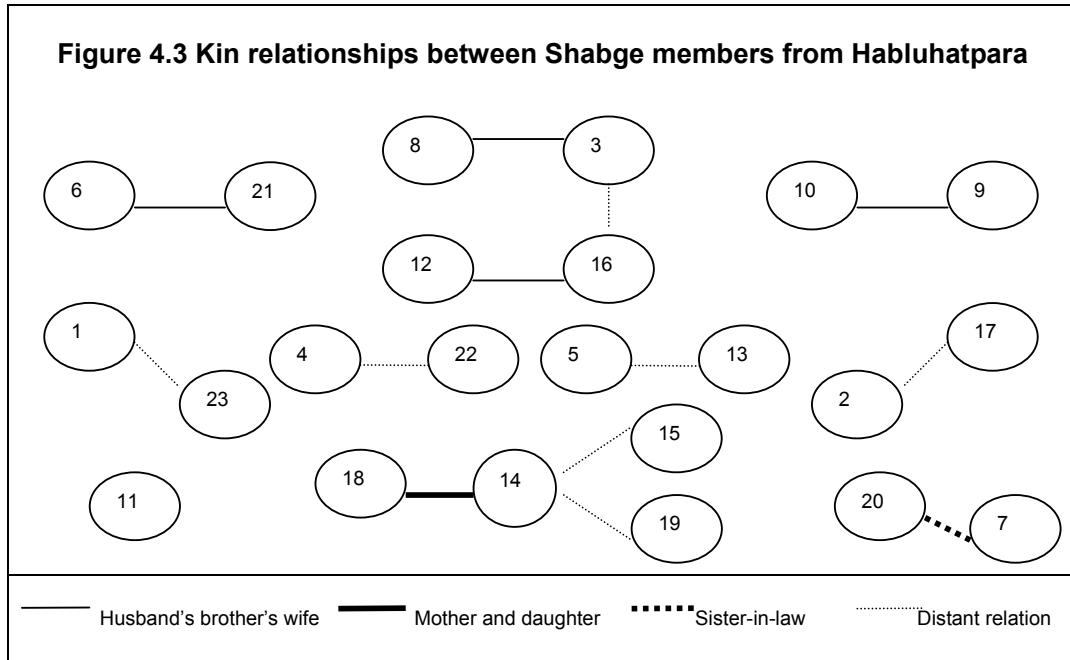 Figure 4.3 Kin relationships between Shabge members from Habluhatpara
8 3
6 21 10 9
12 16
1 17
4 22 5 13
23 2
15
18 14
11 20 7
19
Husband's brother's wife Mother and daughter Sister-in-law Distant relation